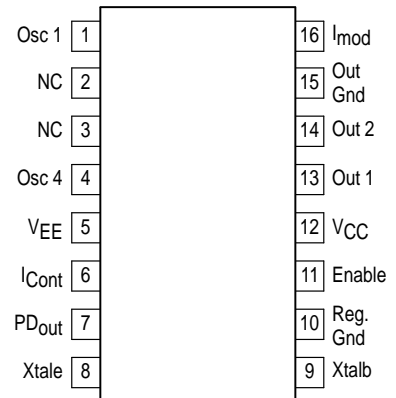 Osc 1 1 16 Imod
NC 2 15 Out
Gnd
NC 3 14 Out 2
Osc 4 4 13 Out 1
VEE 5 12 VCC
ICont 6 11 Enable
PDout 7 10 Reg.
Gnd
Xtale 8 9 Xtalb